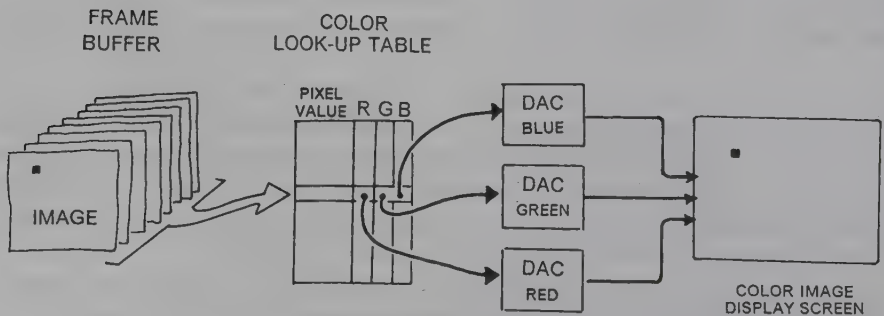 FRAME
BUFFER
COLOR
LOOK-UP TABLE
PIXEL
VALUE
R G B
IMAGE
DAC
BLUE
DAC
GREEN
DAC
RED
COLOR IMAGE
DISPLAY SCREEN